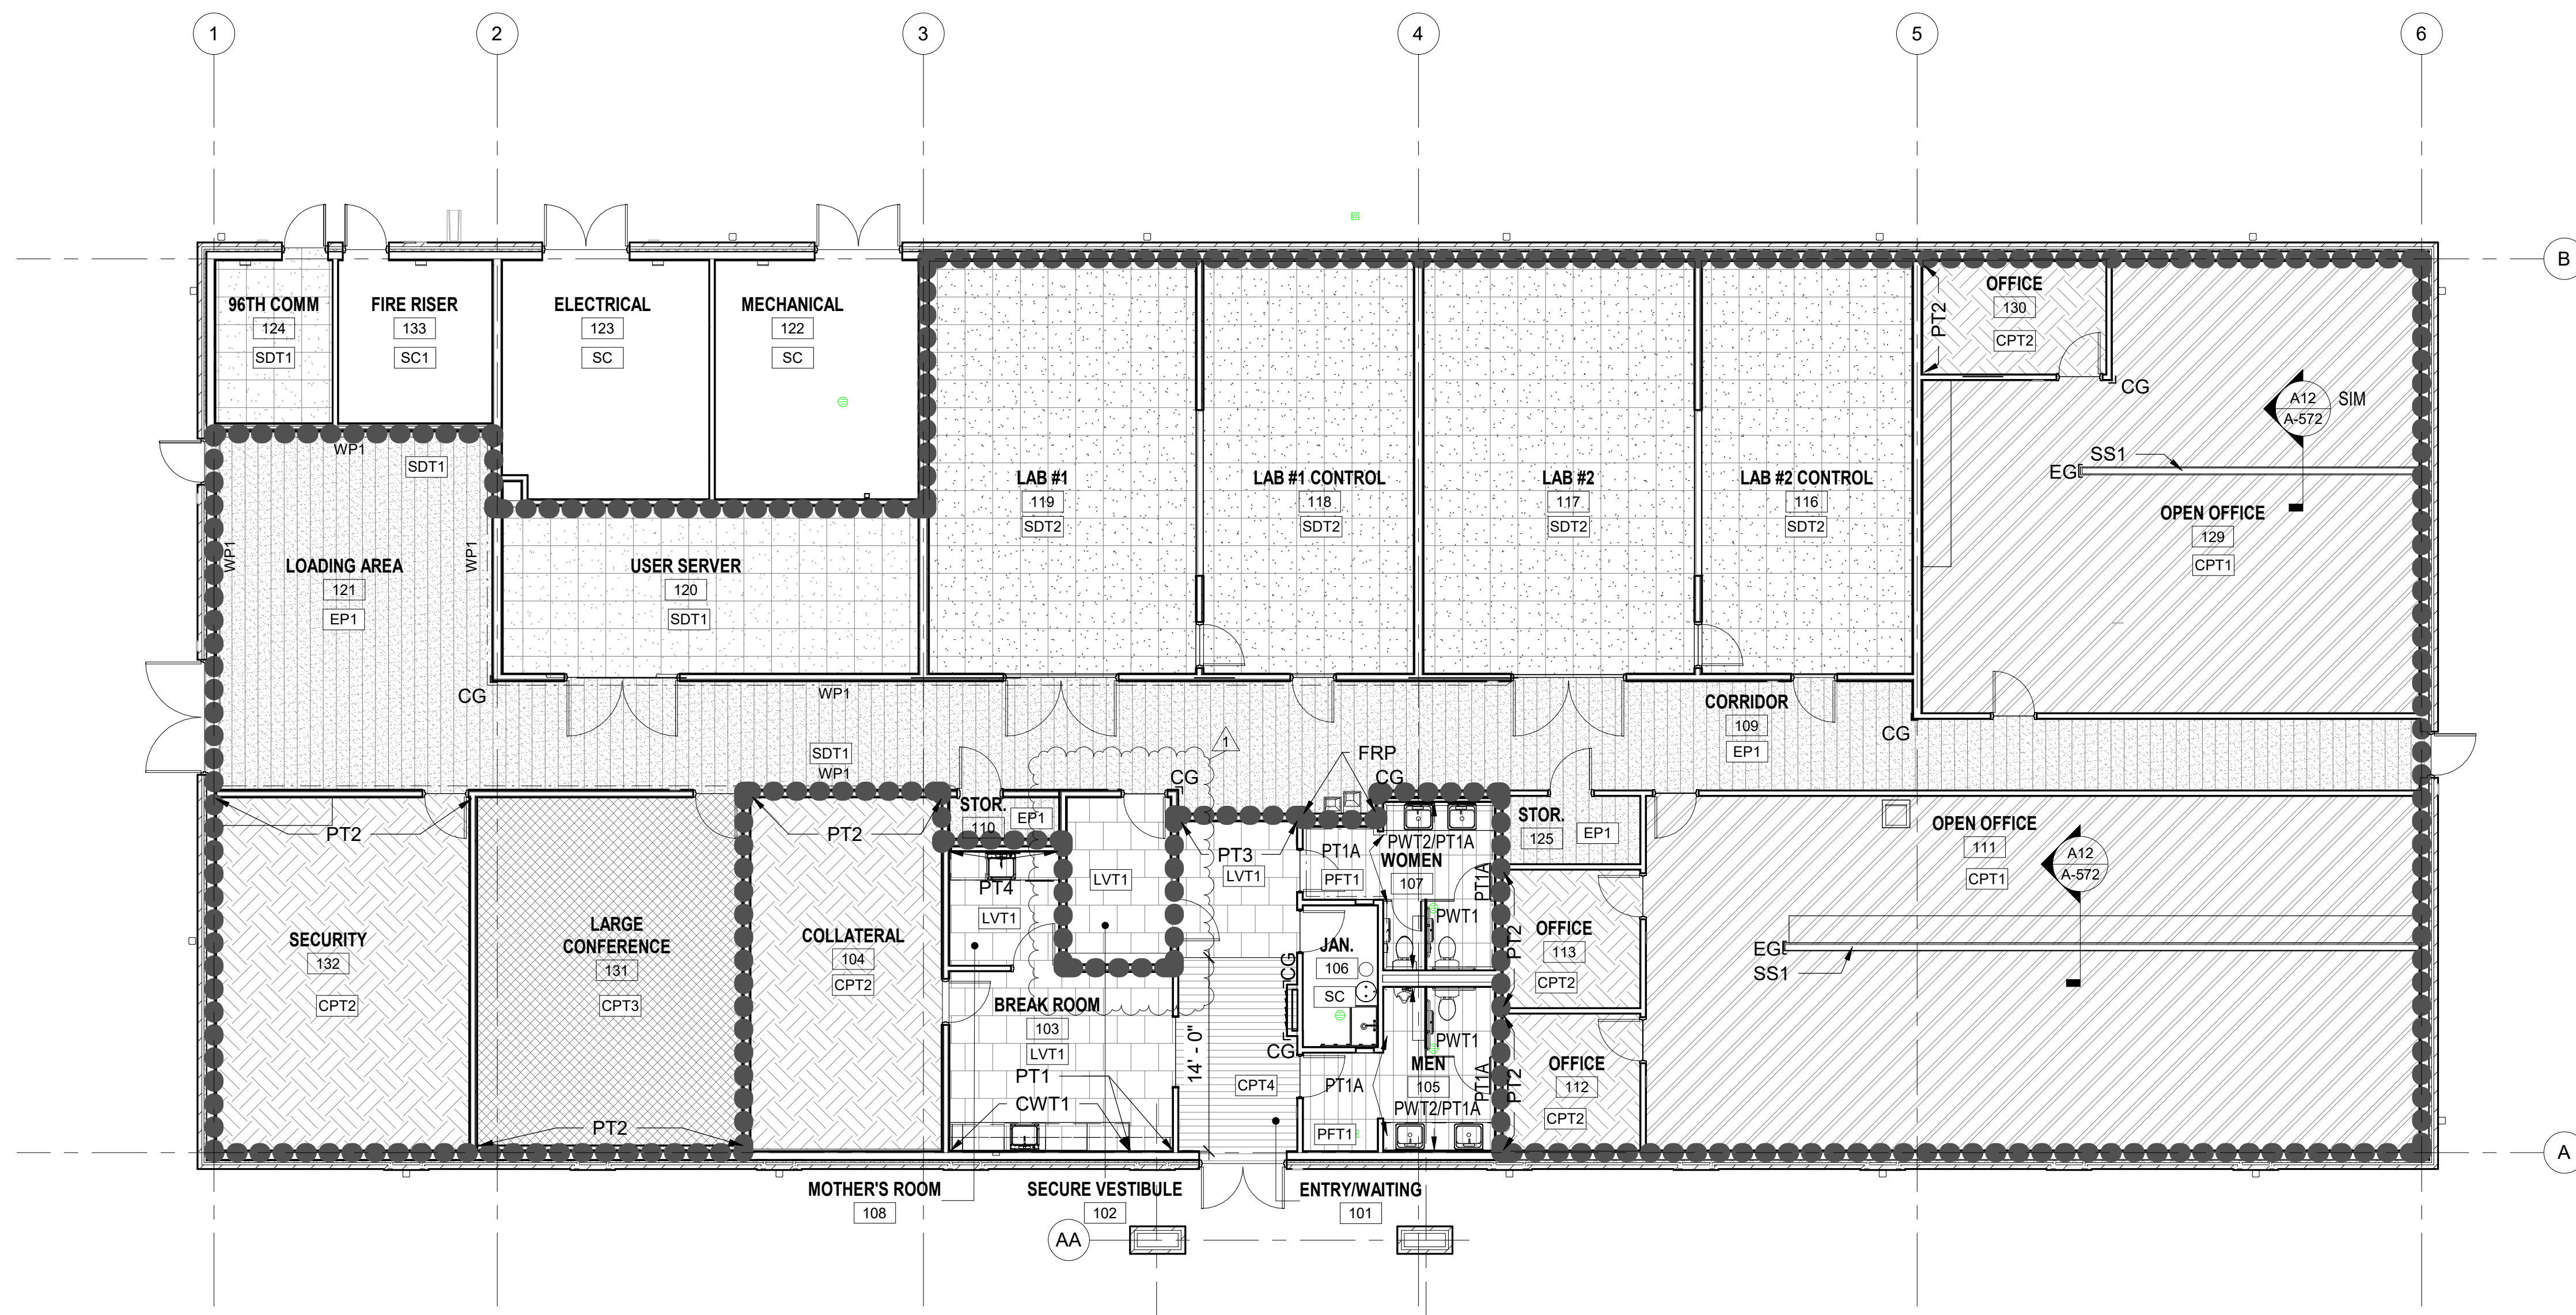 1
2
3
4
5
6
B
96TH COMM
124
SDT1
FIRE RISER
133
SC1
ELECTRICAL
123
SC
MECHANICAL
122
SC
OFFICE
130
CPT2
PT2
CG
A12
A-572
SIM
WP1
SDT1
WP1
WP1
LOADING AREA
121
EP1
USER SERVER
120
SDT1
LAB #1
119
SDT2
LAB #1 CONTROL
118
SDT2
LAB #2
117
SDT2
LAB #2 CONTROL
116
SDT2
SS1
EG
OPEN OFFICE
129
CPT1
CG
WP1
SDT1
WP1
1
FRP
CG
CG
CORRIDOR
109
EP1
CG
PT2
PT2
STOR.
110
EP1
PT4
LVT1
LVT1
PT3
LVT1
PT1A
PFT1
PWT2/PT1A
WOMEN
107
PT1A
PWT1
STOR.
125
EP1
OPEN OFFICE
111
CPT1
A12
A-572
EG
SS1
SECURITY
132
CPT2
LARGE
CONFERENCE
131
CPT3
COLLATERAL
104
CPT2
PT2
BREAK ROOM
103
LVT1
PT1
CWT1
14' - 0"
CG
CG
CPT4
JAN.
106
SC
PT1A
PFT1
PWT1
MEN
105
PWT2/PT1A
PT1A
PT2
PT2
OFFICE
113
CPT2
OFFICE
112
CPT2
A
MOTHER'S ROOM
108
SECURE VESTIBULE
102
ENTRY/WAITING
101
AA